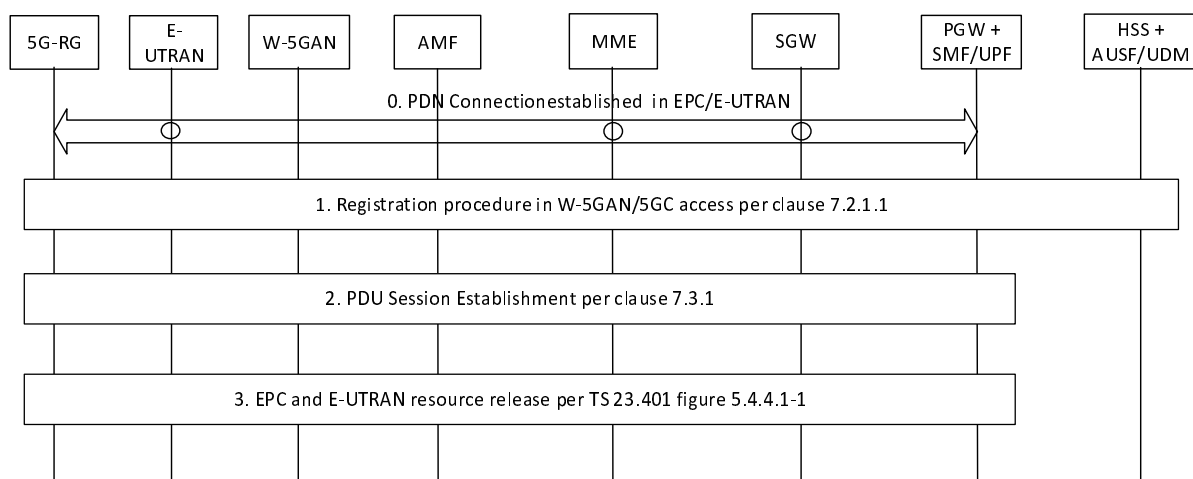 5G-RG
E-
UTRAN
W-5GAN
AMF
MME
SGW
PGW +
SMF/UPF
HSS +
AUSF/UDM
0. PDN Connectionestablished in EPC/E-UTRAN
1. Registration procedure in W-5GAN/5GC access per clause 7.2.1.1
2. PDU Session Establishment per clause 7.3.1
3. EPC and E-UTRAN resource release per TS 23.401 figure 5.4.4.1-1